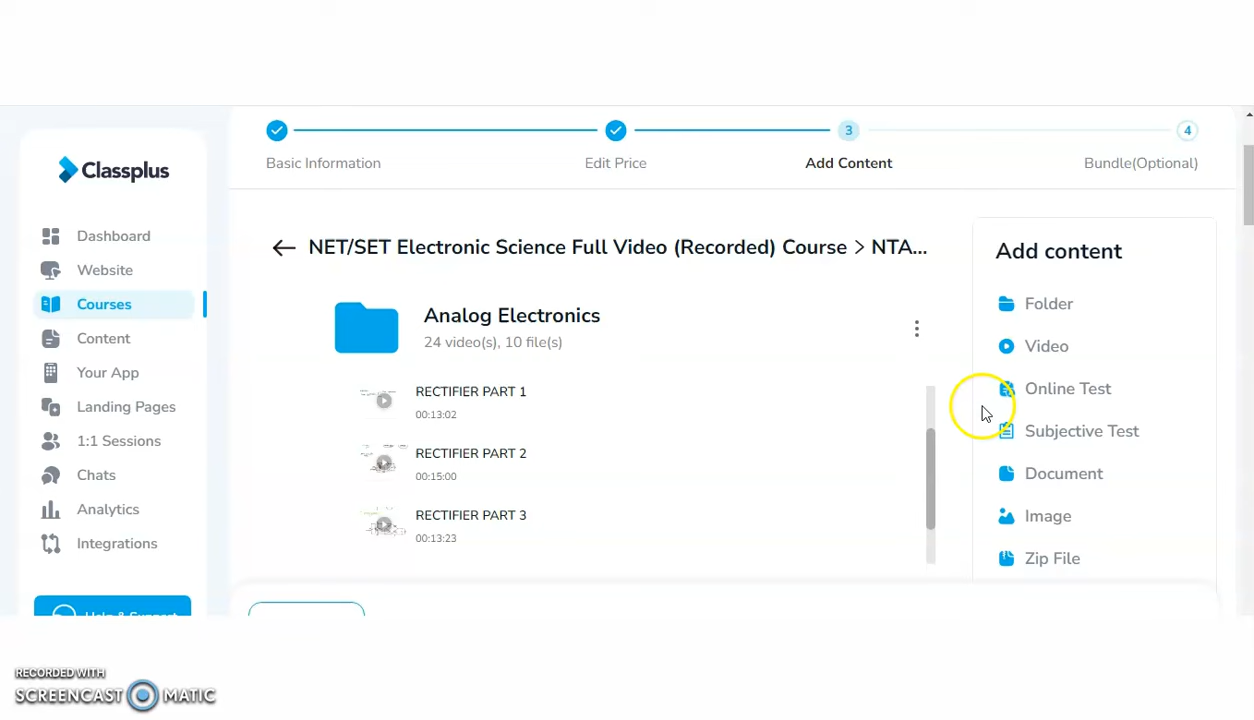 3
4
Basic Information
Edit Price
Add Content
Bundle(Optional)
Classplus
Dashboard
Website
Courses
Content
Your App
Landing Pages
1:1 Sessions
Chats
Analytics
Integrations
Help & Support
NET/SET Electronic Science Full Video (Recorded) Course > NTA...
Analog Electronics
24 video(s), 10 file(s)
RECTIFIER PART 1
00:13:02
RECTIFIER PART 2
00:15:00
RECTIFIER PART 3
00:13:23
Add content
Folder
Video
Online Test
Subjective Test
Document
Image
Zip File
RECORDED WITH
SCREENCAST MATIC